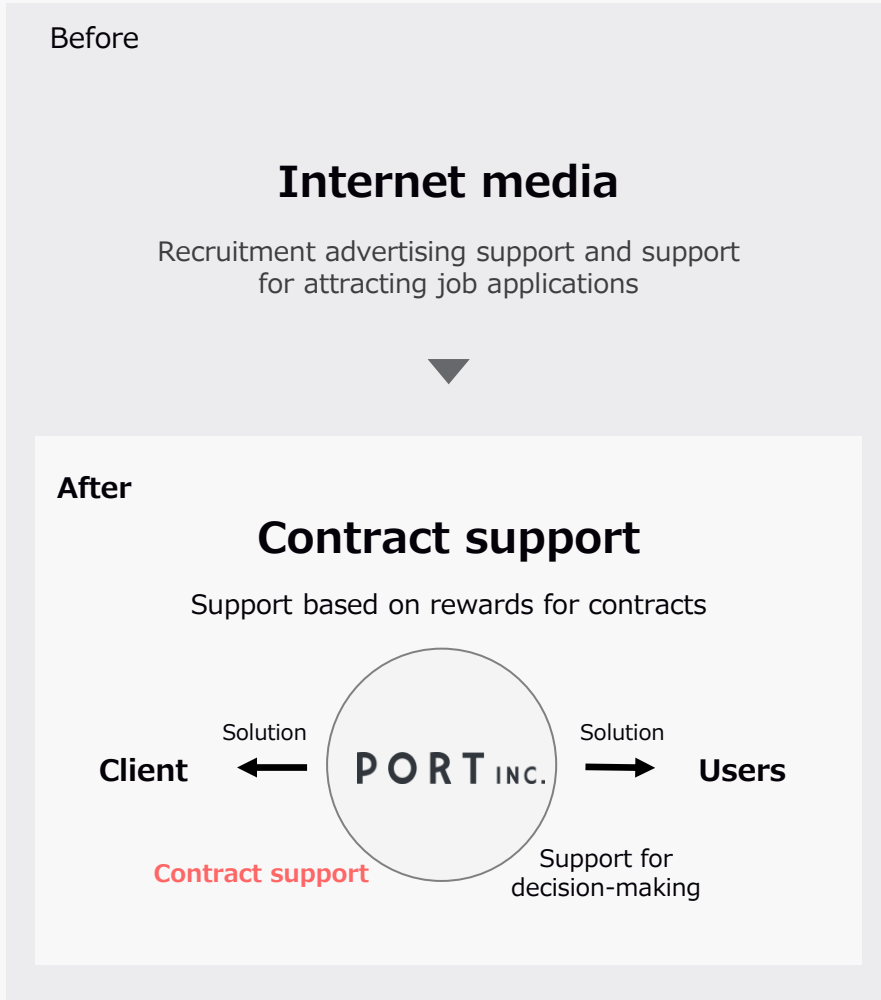 Before
Internet media
Recruitment advertising support and support
for attracting job applications
After
Contract support
Support based on rewards for contracts
Solution
Solution
Client
PORT INC.
Users
Contract support
Support for
decision-making